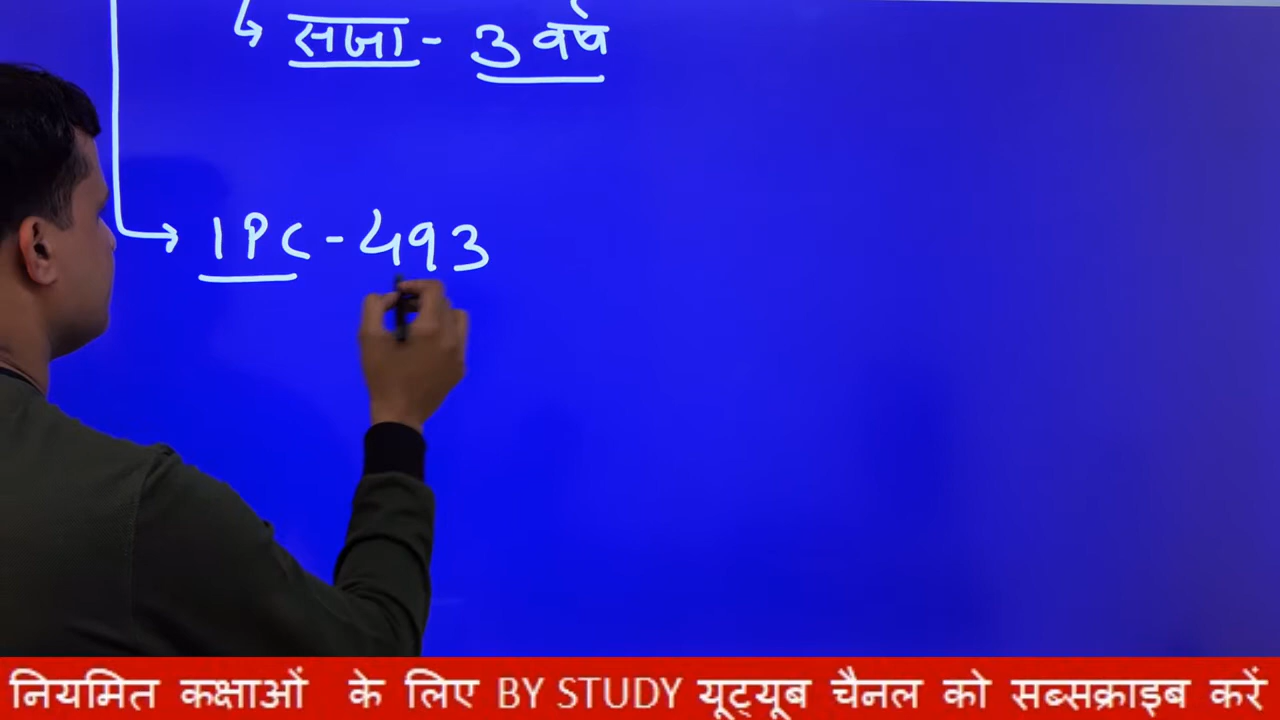 ↳ सजा - 3 वर्ष
→ IPC - 493
नियमित कक्षाओं के लिए BY STUDY यूट्यूब चैनल को सब्सक्राइब करें